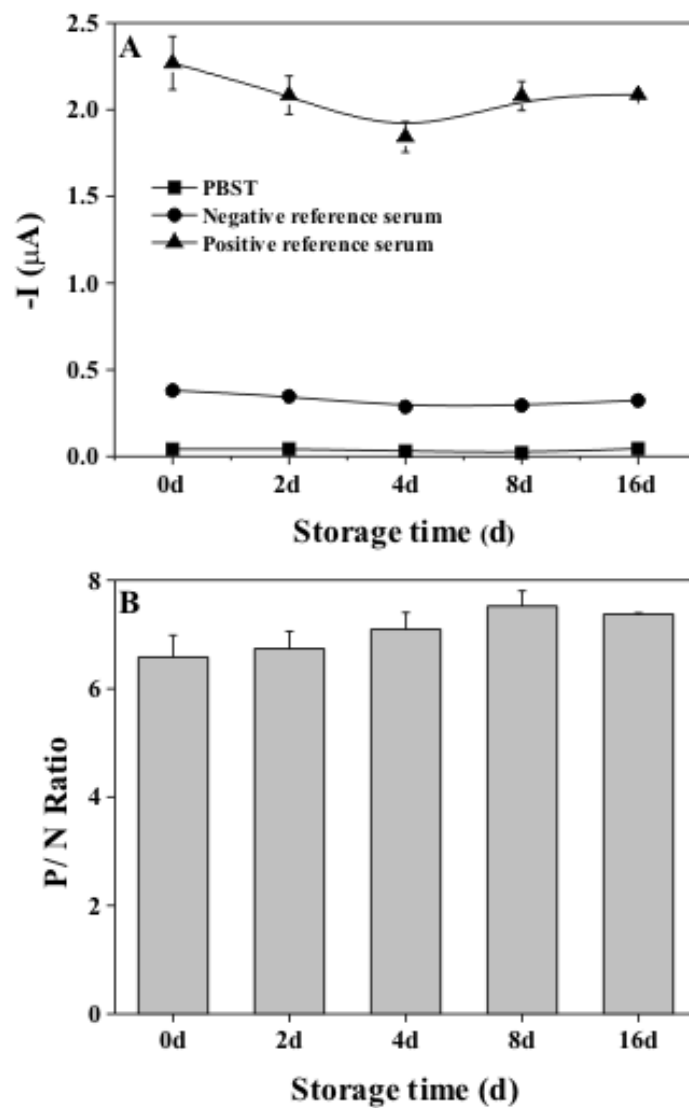 A
2.5
2.0
1.5
1.0
0.5
0.0
-I (μA)
PBST
Negative reference serum
Positive reference serum
0d 2d 4d 8d 16d
Storage time (d)
B
8
6
4
2
0
P/ N Ratio
0d 2d 4d 8d 16d
Storage time (d)